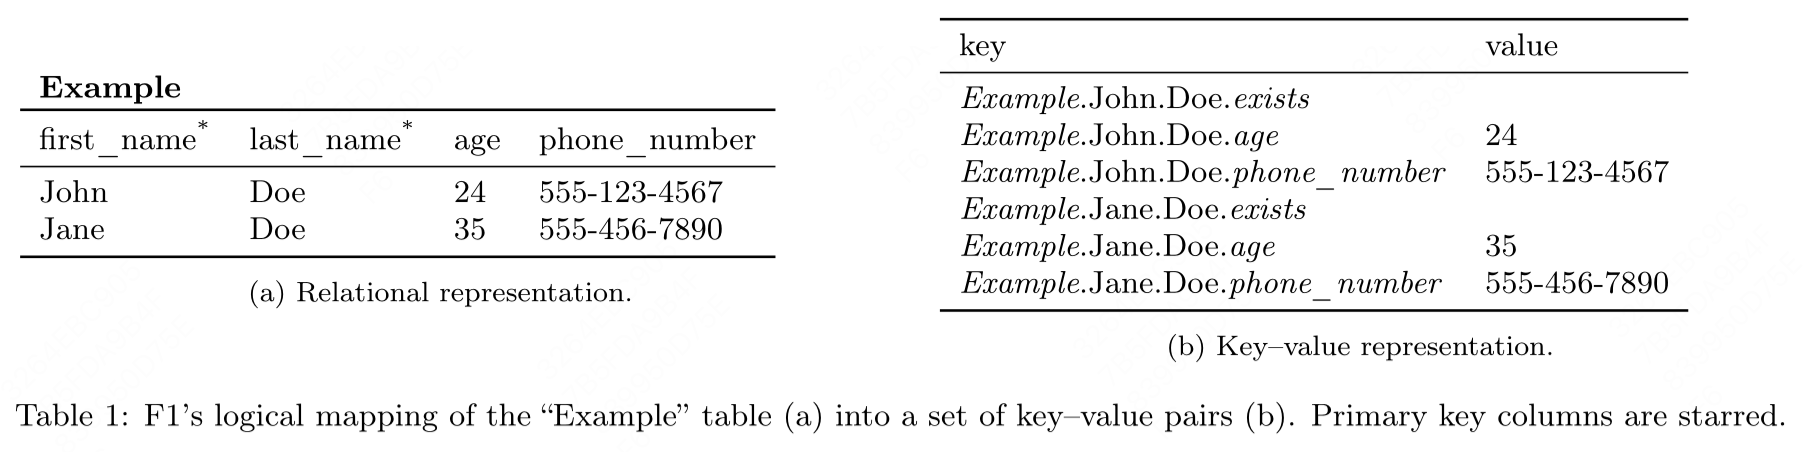 Example
first_name* last_name* age phone_number
John Doe 24 555-123-4567
Jane Doe 35 555-456-7890
(a) Relational representation.
key value
Example.John.Doe.exists
Example.John.Doe.age 24
Example.John.Doe.phone_number 555-123-4567
Example.Jane.Doe.exists
Example.Jane.Doe.age 35
Example.Jane.Doe.phone_number 555-456-7890
(b) Key–value representation.
Table 1: F1's logical mapping of the “Example” table (a) into a set of key–value pairs (b). Primary key columns are starred.